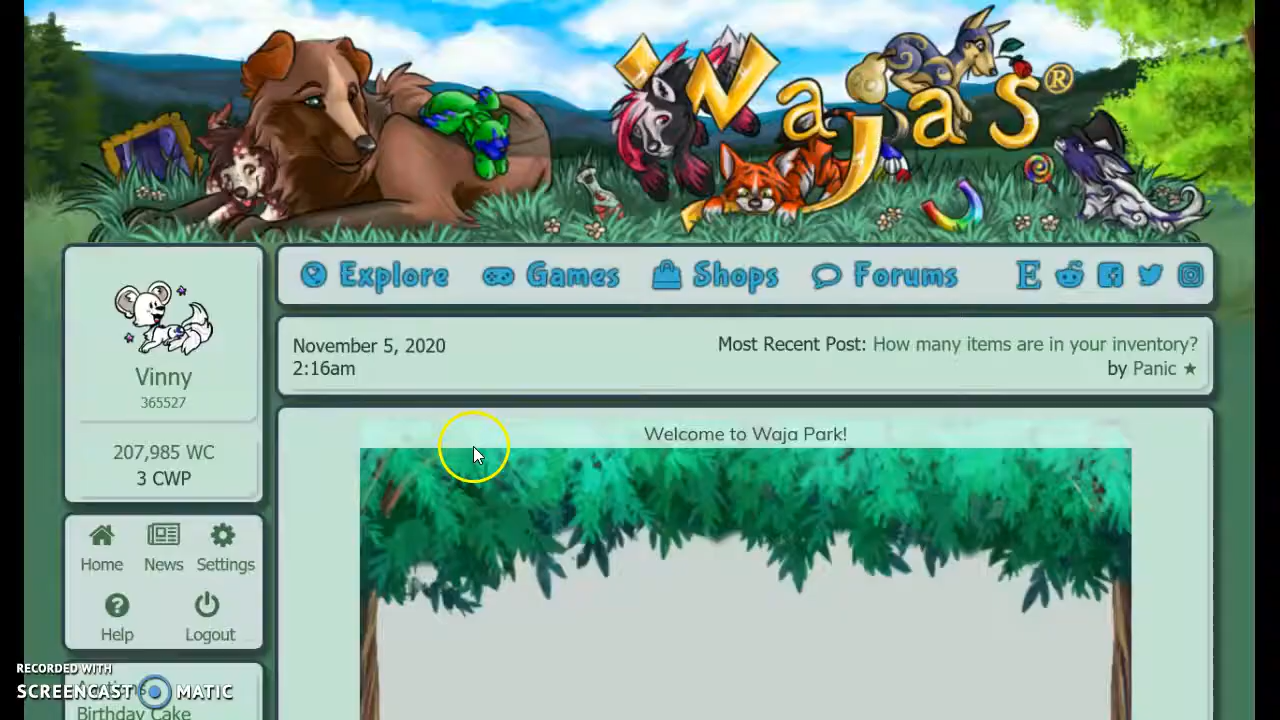 Wajas®
Explore Games Shops Forums
November 5, 2020
2:16am
Most Recent Post: How many items are in your inventory?
by Panic ★
Vinny
365527
207,985 WC
3 CWP
Welcome to Waja Park!
Home News Settings
Help Logout
Auctions
Birthday Cake
RECORDED WITH
SCREENCAST MATIC